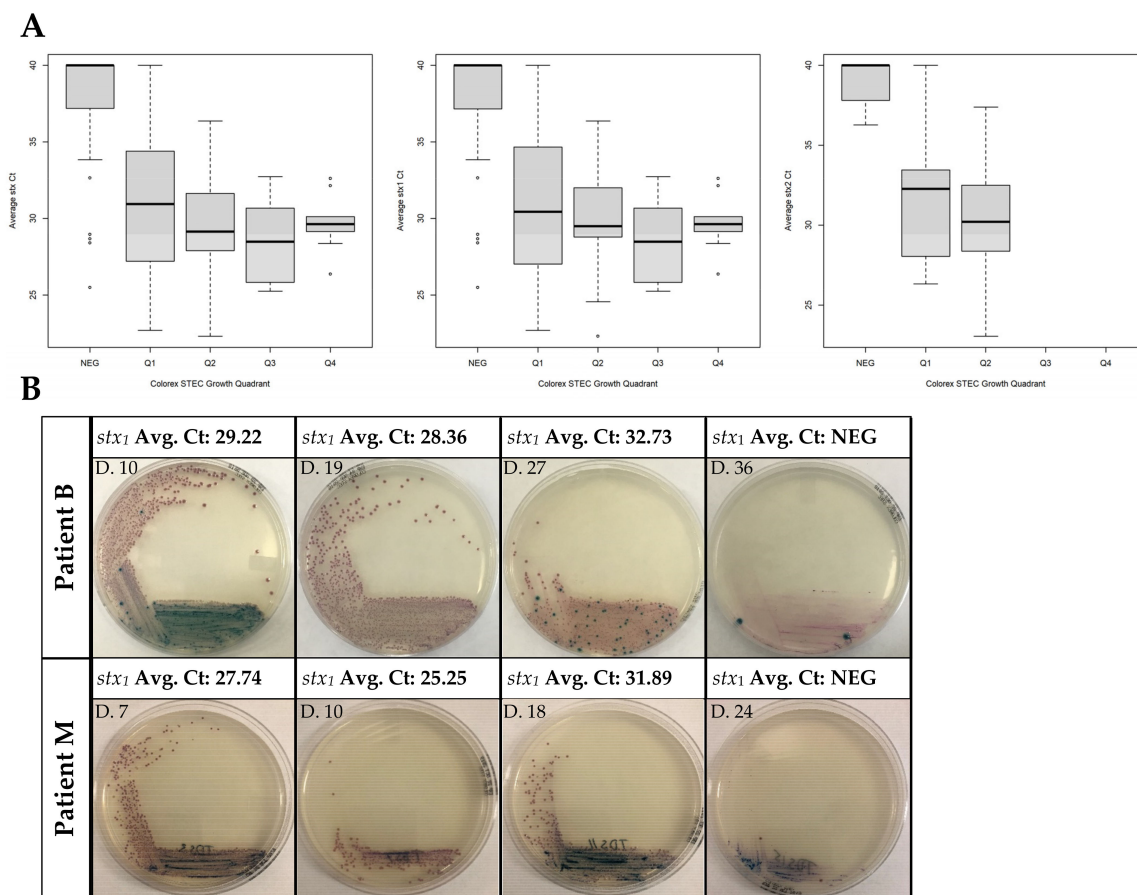 A
40
35
30
25
Average stx Ct
NEG Q1 Q2 Q3 Q4
Colorex STEC Growth Quadrant
40
35
30
25
Average stx1 Ct
NEG Q1 Q2 Q3 Q4
Colorex STEC Growth Quadrant
40
35
30
25
Average stx2 Ct
NEG Q1 Q2 Q3 Q4
Colorex STEC Growth Quadrant
B
Patient B
stx1 Avg. Ct: 29.22
stx1 Avg. Ct: 28.36
stx1 Avg. Ct: 32.73
stx1 Avg. Ct: NEG
D. 10
D. 19
D. 27
D. 36
Patient M
stx1 Avg. Ct: 27.74
stx1 Avg. Ct: 25.25
stx1 Avg. Ct: 31.89
stx1 Avg. Ct: NEG
D. 7
D. 10
D. 18
D. 24